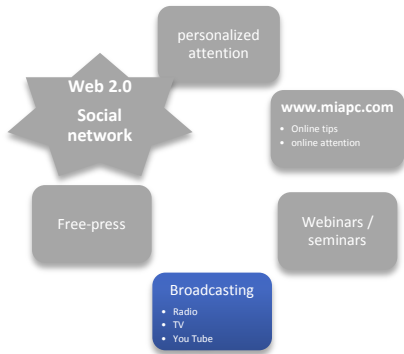 personalized
attention
Web 2.0
Social
network
www.miapc.com
• Online tips
• online attention
Free-press
Webinars /
seminars
Broadcasting
• Radio
• TV
• You Tube